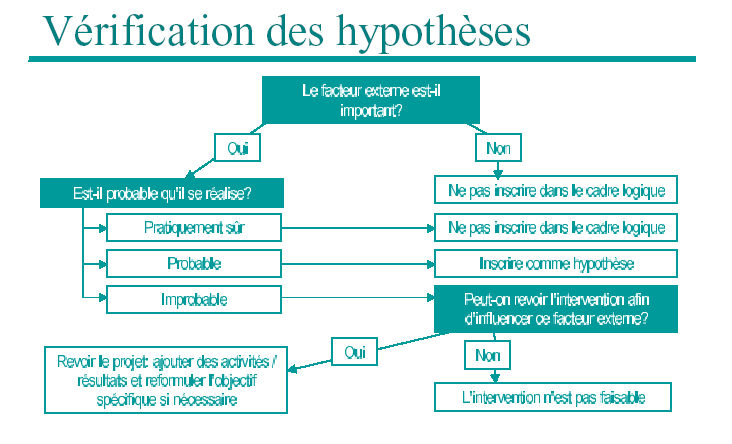 Vérification des hypothèses
Le facteur externe est-il
important?
Oui
Non
Est-il probable qu'il se réalise?
Ne pas inscrire dans le cadre logique
Pratiquement sûr
Ne pas inscrire dans le cadre logique
Probable
Inscrire comme hypothèse
Improbable
Peut-on revoir l'intervention afin
d'influencer ce facteur externe?
Oui
Non
Revoir le projet: ajouter des activités /
résultats et reformuler l'objectif
spécifique si nécessaire
L'intervention n'est pas faisable